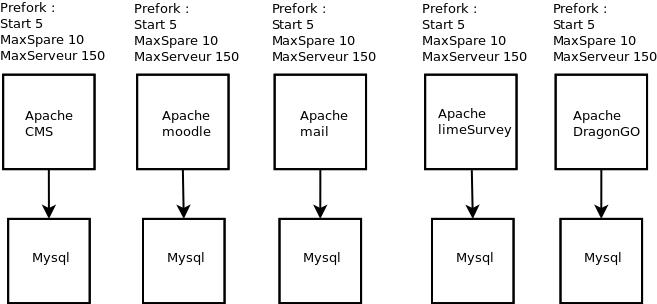 Prefork :
Start 5
MaxSpare 10
MaxServeur 150
Prefork :
Start 5
MaxSpare 10
MaxServeur 150
Prefork :
Start 5
MaxSpare 10
MaxServeur 150
Prefork :
Start 5
MaxSpare 10
MaxServeur 150
Prefork :
Start 5
MaxSpare 10
MaxServeur 150
Apache
CMS
Apache
moodle
Apache
mail
Apache
limeSurvey
Apache
DragonGO
Mysql
Mysql
Mysql
Mysql
Mysql